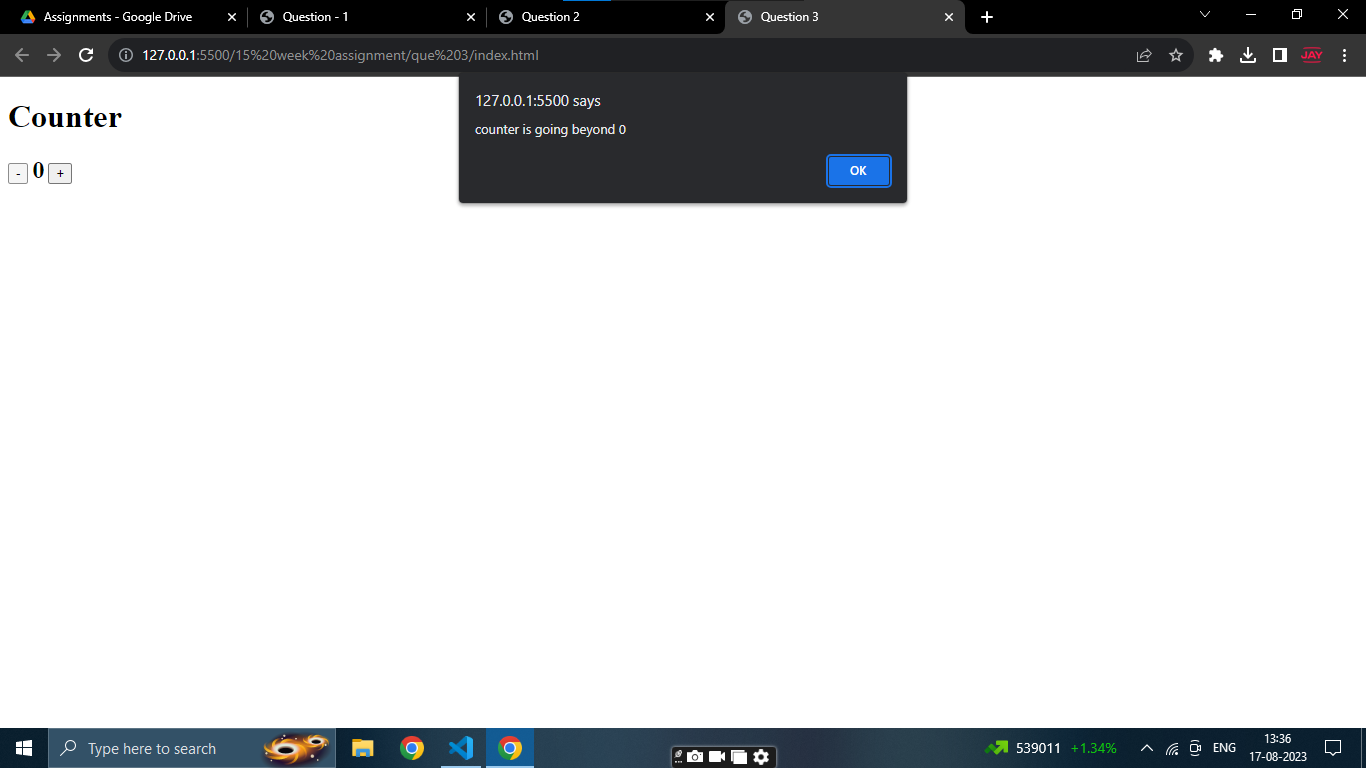 Assignments - Google Drive
Question - 1
Question 2
Question 3
127.0.0.1:5500/15%20week%20assignment/que%203/index.html
JAY
127.0.0.1:5500 says
counter is going beyond 0
OK
Counter
- 0 +
Type here to search
539011 +1.34%
ENG
13:36
17-08-2023